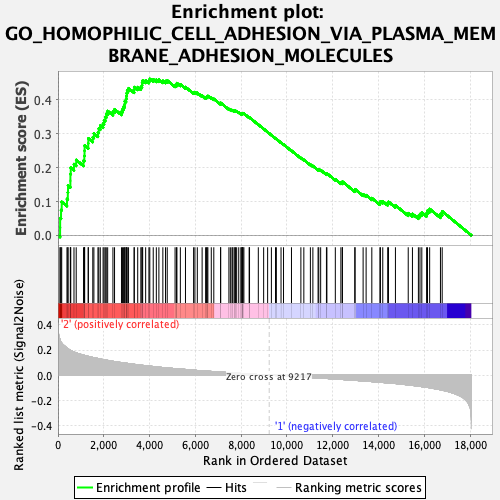 Enrichment plot:
GO_HOMOPHILIC_CELL_ADHESION_VIA_PLASMA_MEM
BRANE_ADHESION_MOLECULES
Enrichment score (ES)
0.4
0.3
0.2
0.1
0.0
'2' (positively correlated)
Ranked list metric (Signal2Noise)
0.4
0.2
0.0
-0.2
-0.4
Zero cross at 9217
'1' (negatively correlated)
0
2,000
4,000
6,000
8,000
10,000
12,000
14,000
16,000
18,000
Rank in Ordered Dataset
Enrichment profile
Hits
Ranking metric scores